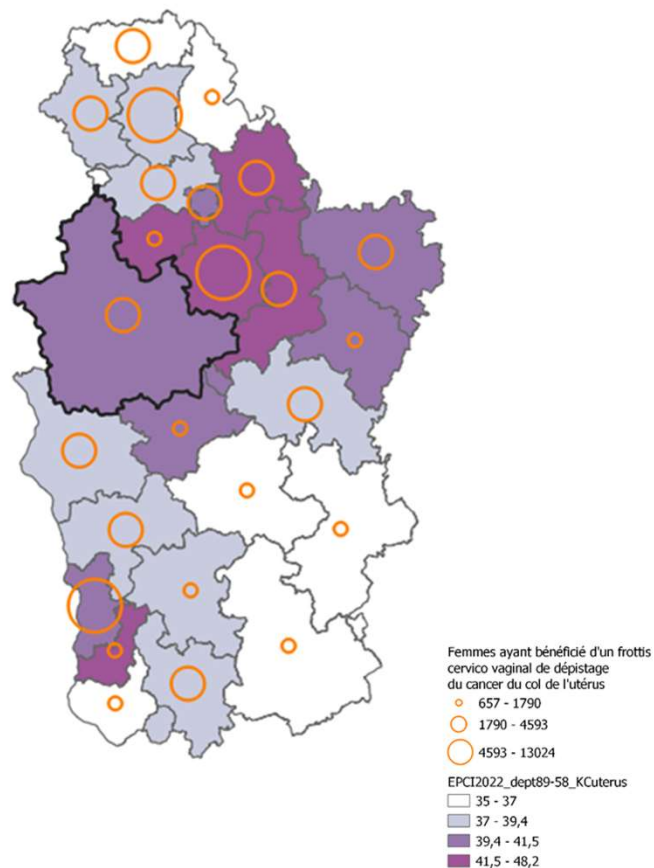 Femmes ayant bénéficié d'un frottis
cervico vaginal de dépistage
du cancer du col de l'utérus
657 - 1790
1790 - 4593
4593 - 13024
EPCI2022_dept89-58_KCuterus
35 - 37
37 - 39,4
39,4 - 41,5
41,5 - 48,2